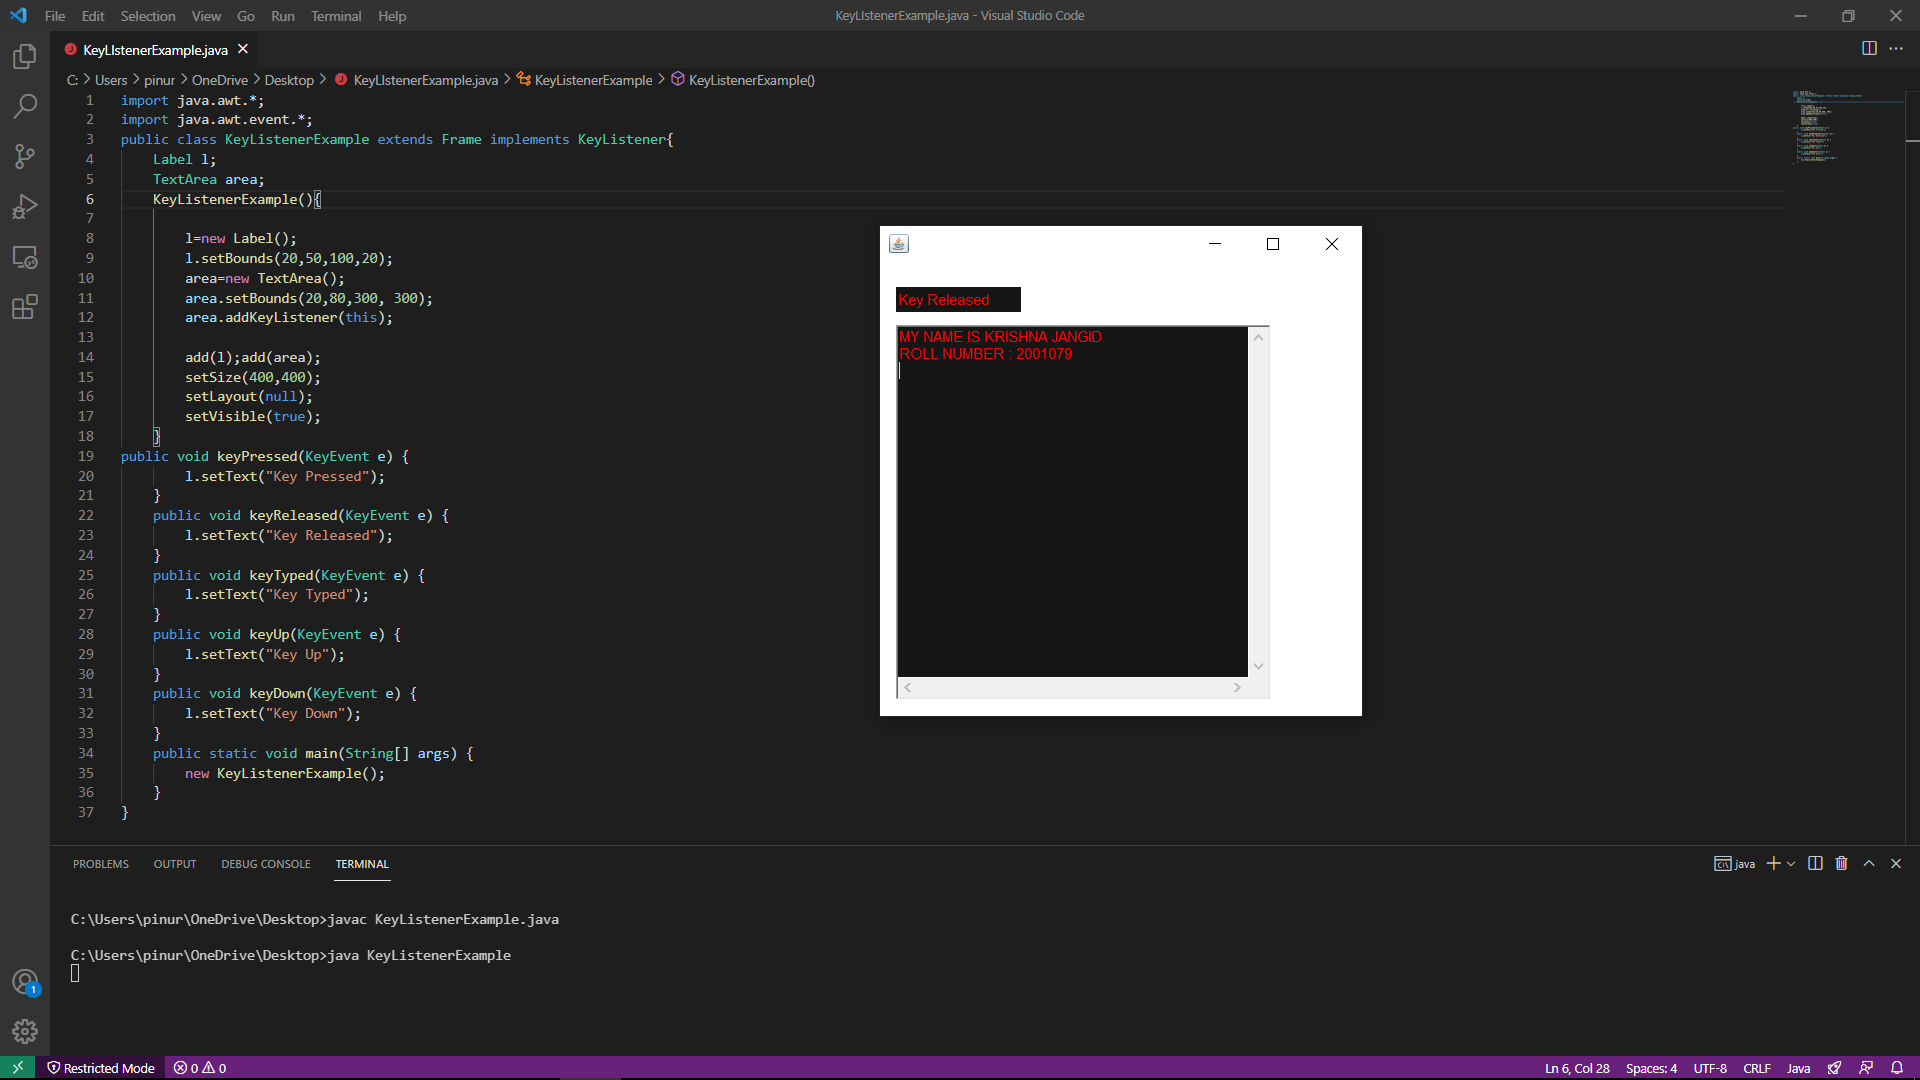 File Edit Selection View Go Run Terminal Help
KeyLIstenerExample.java - Visual Studio Code
KeyLIstenerExample.java
C: > Users > pinur > OneDrive > Desktop > KeyLIstenerExample.java > KeyListenerExample > KeyListenerExample()
1 import java.awt.*;
2 import java.awt.event.*;
3 public class KeyListenerExample extends Frame implements KeyListener{
4 Label l;
5 TextArea area;
6 KeyListenerExample(){
7
8 l=new Label();
9 l.setBounds(20,50,100,20);
10 area=new TextArea();
11 area.setBounds(20,80,300, 300);
12 area.addKeyListener(this);
13
14 add(l);add(area);
15 setSize(400,400);
16 setLayout(null);
17 setVisible(true);
18 }
19 public void keyPressed(KeyEvent e) {
20 l.setText("Key Pressed");
21 }
22 public void keyReleased(KeyEvent e) {
23 l.setText("Key Released");
24 }
25 public void keyTyped(KeyEvent e) {
26 l.setText("Key Typed");
27 }
28 public void keyUp(KeyEvent e) {
29 l.setText("Key Up");
30 }
31 public void keyDown(KeyEvent e) {
32 l.setText("Key Down");
33 }
34 public static void main(String[] args) {
35 new KeyListenerExample();
36 }
37 }
Key Released
MY NAME IS KRISHNA JANGID
ROLL NUMBER : 2001079
PROBLEMS OUTPUT DEBUG CONSOLE TERMINAL
java
C:\Users\pinur\OneDrive\Desktop>javac KeyListenerExample.java
C:\Users\pinur\OneDrive\Desktop>java KeyListenerExample
1
Restricted Mode 0 0
Ln 6, Col 28 Spaces: 4 UTF-8 CRLF Java